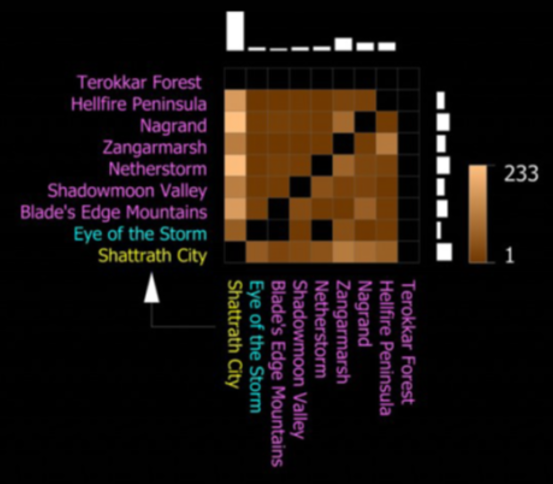 Terokkar Forest
Hellfire Peninsula
Nagrand
Zangarmarsh
Netherstorm
Shadowmoon Valley
Blade's Edge Mountains
Eye of the Storm
Shattrath City
233
1
Shattrath City
Eye of the Storm
Blade's Edge Mountains
Shadowmoon Valley
Netherstorm
Zangarmarsh
Nagrand
Hellfire Peninsula
Terokkar Forest